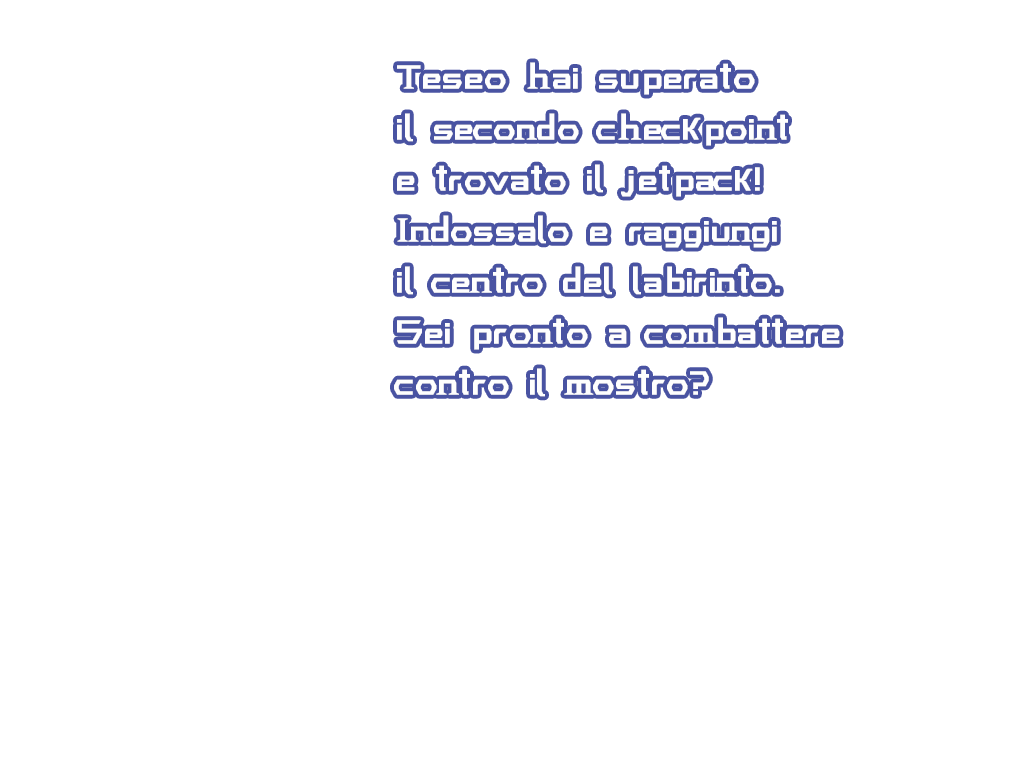 Teseo hai superato
il secondo checkpoint
e trovato il jetpack!
Indossalo e raggiungi
il centro del labirinto.
Sei pronto a combattere
contro il mostro?